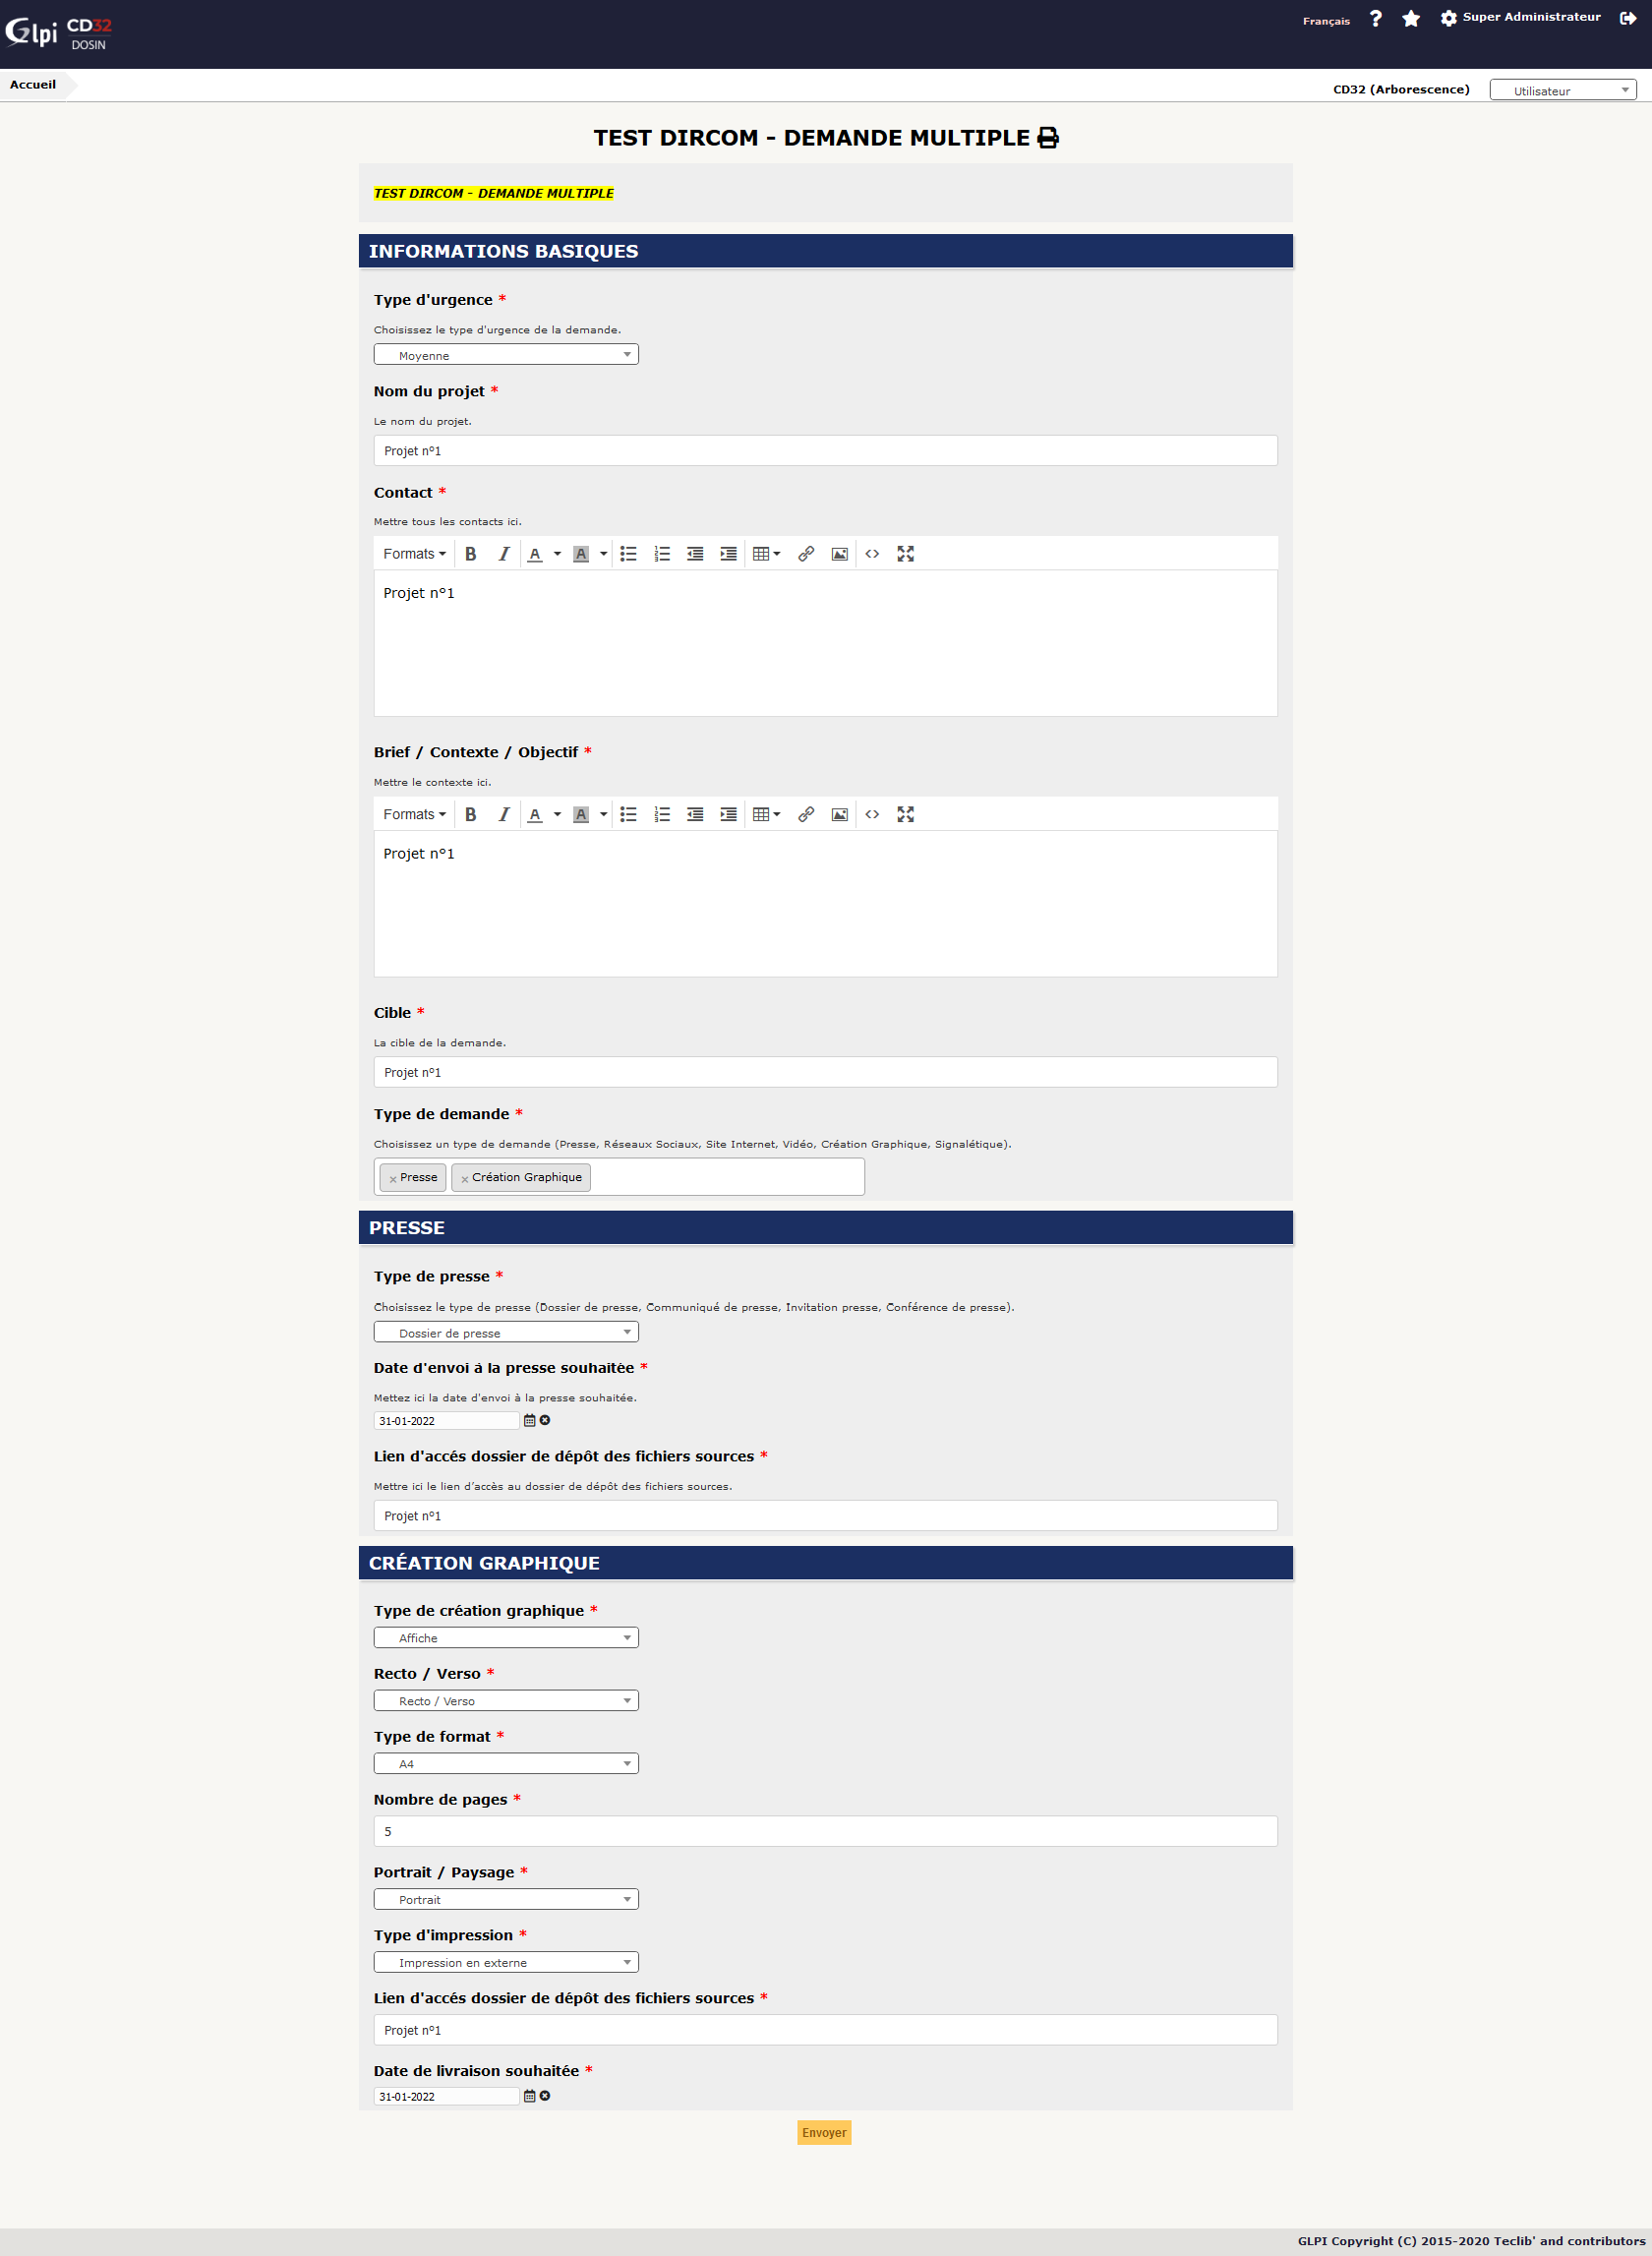 Glpi CD32 DOSIN
Français ? Super Administrateur
Accueil
CD32 (Arborescence) Utilisateur
TEST DIRCOM - DEMANDE MULTIPLE
TEST DIRCOM - DEMANDE MULTIPLE
INFORMATIONS BASIQUES
Type d'urgence *
Choisissez le type d'urgence de la demande.
Moyenne
Nom du projet *
Le nom du projet.
Projet n°1
Contact *
Mettre tous les contacts ici.
Formats B I A A
Projet n°1
Brief / Contexte / Objectif *
Mettre le contexte ici.
Formats B I A A
Projet n°1
Cible *
La cible de la demande.
Projet n°1
Type de demande *
Choisissez un type de demande (Presse, Réseaux Sociaux, Site Internet, Vidéo, Création Graphique, Signalétique).
× Presse × Création Graphique
PRESSE
Type de presse *
Choisissez le type de presse (Dossier de presse, Communiqué de presse, Invitation presse, Conférence de presse).
Dossier de presse
Date d'envoi à la presse souhaitée *
Mettez ici la date d'envoi à la presse souhaitée.
31-01-2022
Lien d'accés dossier de dépôt des fichiers sources *
Mettre ici le lien d’accès au dossier de dépôt des fichiers sources.
Projet n°1
CRÉATION GRAPHIQUE
Type de création graphique *
Affiche
Recto / Verso *
Recto / Verso
Type de format *
A4
Nombre de pages *
5
Portrait / Paysage *
Portrait
Type d'impression *
Impression en externe
Lien d'accés dossier de dépôt des fichiers sources *
Projet n°1
Date de livraison souhaitée *
31-01-2022
Envoyer
GLPI Copyright (C) 2015-2020 Teclib' and contributors